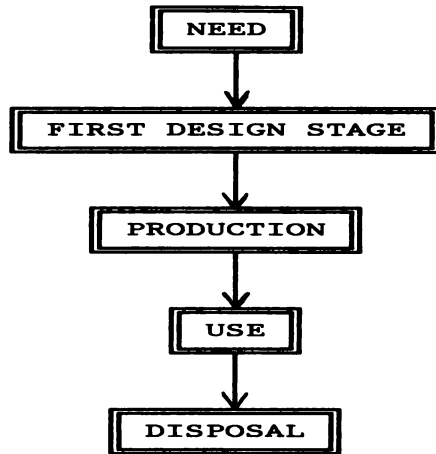 NEED
FIRST DESIGN STAGE
PRODUCTION
USE
DISPOSAL